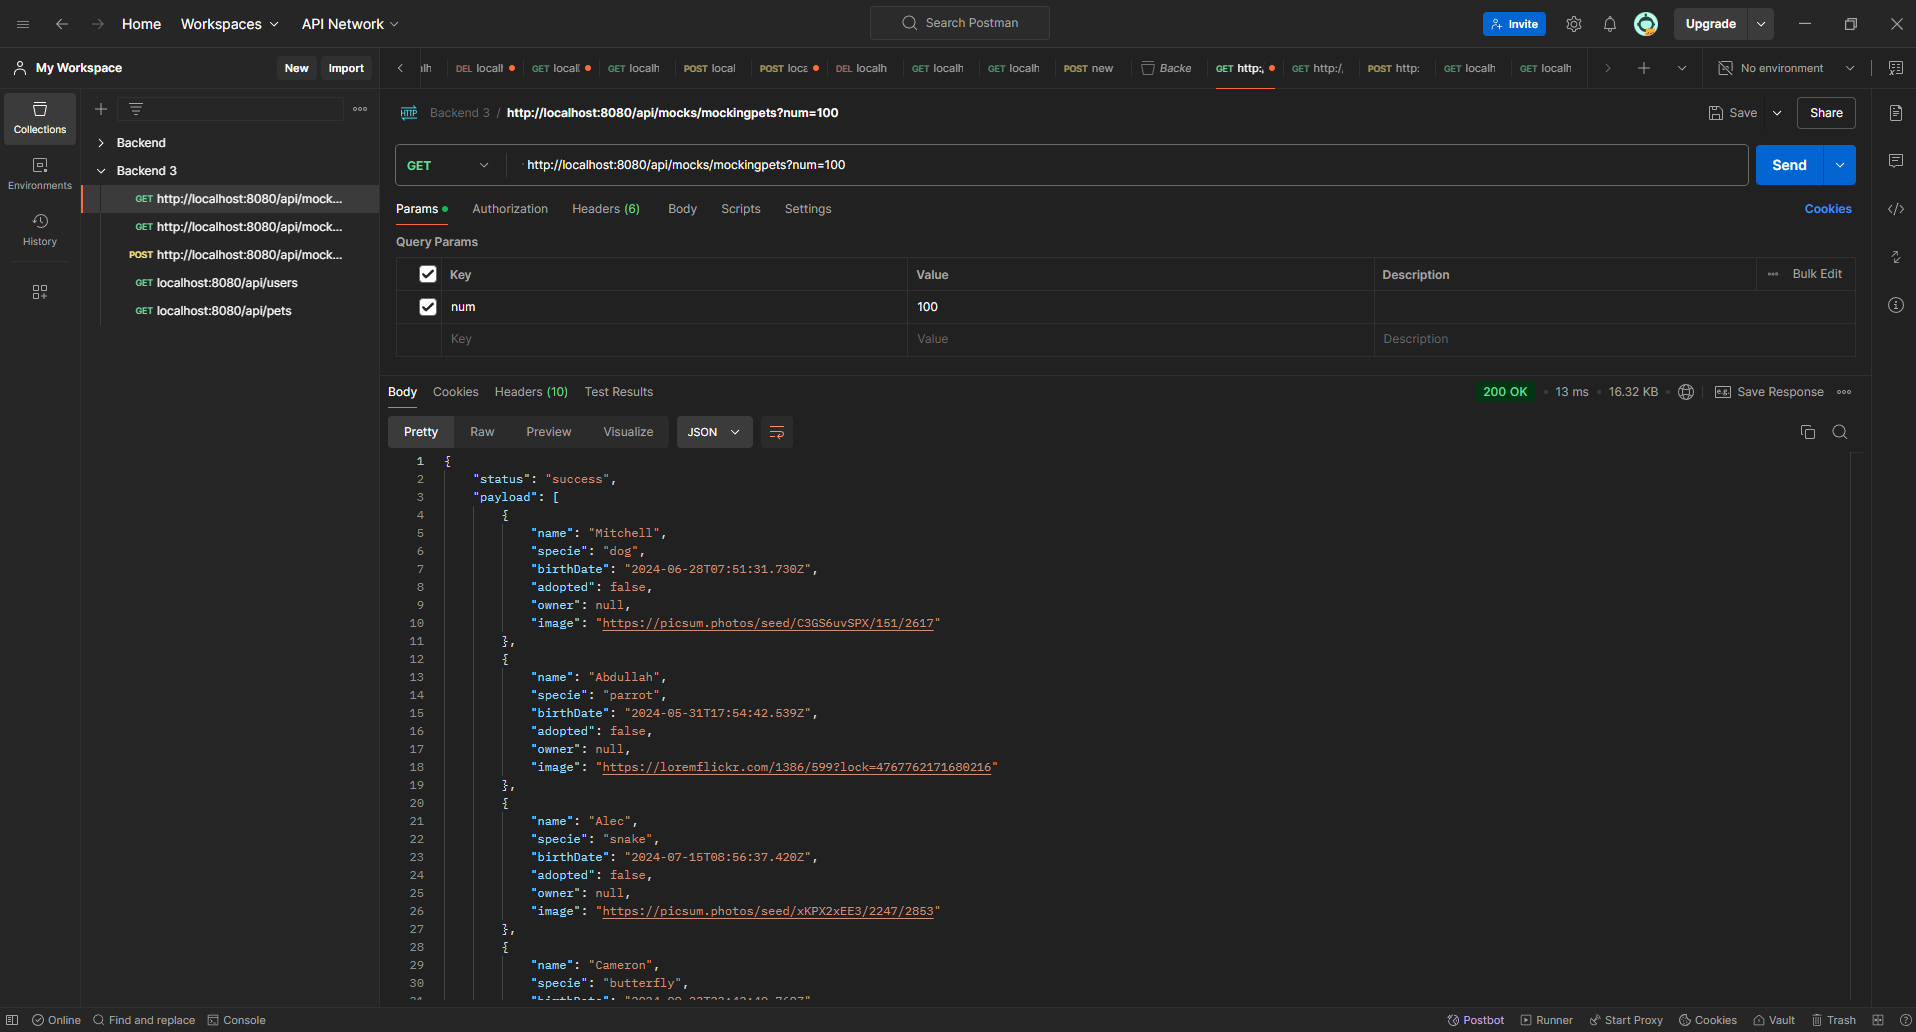 Home Workspaces API Network Search Postman Invite Upgrade
My Workspace New Import lh DEL locall GET locall GET localh POST local POST loca DEL localh GET localh GET localh POST new Backe GET http:, GET http:/, POST http: GET localh GET localh No environment
Collections
Environments
History
Backend
Backend 3
GET http://localhost:8080/api/mock...
GET http://localhost:8080/api/mock...
POST http://localhost:8080/api/mock...
GET localhost:8080/api/users
GET localhost:8080/api/pets
HTTP Backend 3 / http://localhost:8080/api/mocks/mockingpets?num=100 Save Share
GET http://localhost:8080/api/mocks/mockingpets?num=100 Send
Params Authorization Headers (6) Body Scripts Settings Cookies
Query Params
Key Value Description Bulk Edit
num 100
Key Value Description
Body Cookies Headers (10) Test Results 200 OK 13 ms 16.32 KB e.g. Save Response
Pretty Raw Preview Visualize JSON
1 {
2 "status": "success",
3 "payload": [
4 {
5 "name": "Mitchell",
6 "specie": "dog",
7 "birthDate": "2024-06-28T07:51:31.730Z",
8 "adopted": false,
9 "owner": null,
10 "image": "https://picsum.photos/seed/C3GS6uvSPX/151/2617"
11 },
12 {
13 "name": "Abdullah",
14 "specie": "parrot",
15 "birthDate": "2024-05-31T17:54:42.539Z",
16 "adopted": false,
17 "owner": null,
18 "image": "https://loremflickr.com/1386/599?lock=4767762171680216"
19 },
20 {
21 "name": "Alec",
22 "specie": "snake",
23 "birthDate": "2024-07-15T08:56:37.420Z",
24 "adopted": false,
25 "owner": null,
26 "image": "https://picsum.photos/seed/xKPX2xEE3/2247/2853"
27 },
28 {
29 "name": "Cameron",
30 "specie": "butterfly",
31 "birthDate":
Online Find and replace Console Postbot Runner Start Proxy Cookies Vault Trash